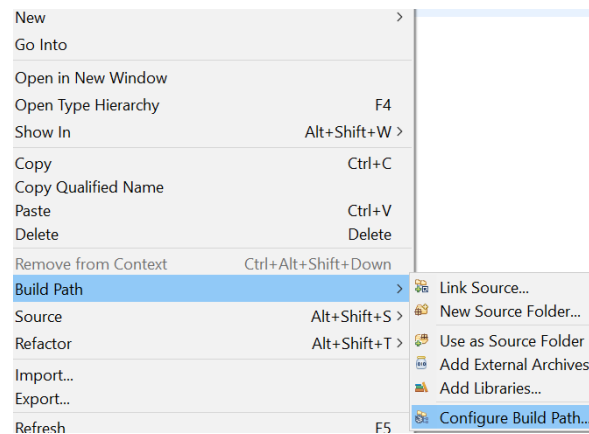 New >
Go Into
Open in New Window
Open Type Hierarchy F4
Show In Alt+Shift+W >
Copy Ctrl+C
Copy Qualified Name
Paste Ctrl+V
Delete Delete
Remove from Context Ctrl+Alt+Shift+Down
Build Path >
Source Alt+Shift+S >
Refactor Alt+Shift+T >
Import...
Export...
Refresh F5
Link Source...
New Source Folder...
Use as Source Folder
Add External Archives
Add Libraries...
Configure Build Path...